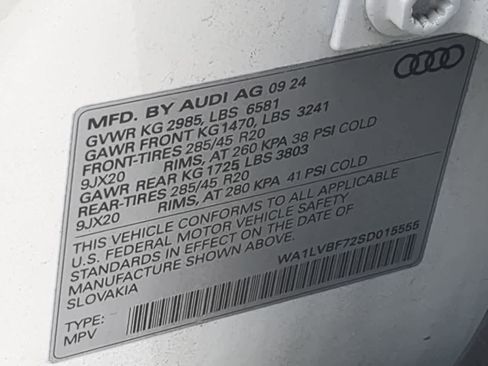 MFD. BY AUDI AG 09 24
GVWR KG 2985, LBS 6581
GAWR FRONT KG1470, LBS 3241
FRONT-TIRES 285/45 R20
9JX20 RIMS, AT 260 KPA 38 PSI COLD
GAWR REAR KG 1725 LBS 3803
REAR-TIRES 285/45 R20
9JX20 RIMS, AT 280 KPA 41 PSI COLD
THIS VEHICLE CONFORMS TO ALL APPLICABLE
U.S. FEDERAL MOTOR VEHICLE SAFETY
STANDARDS IN EFFECT ON THE DATE OF
MANUFACTURE SHOWN ABOVE.
SLOVAKIA WA1LVBF72SD015555
TYPE:
MPV